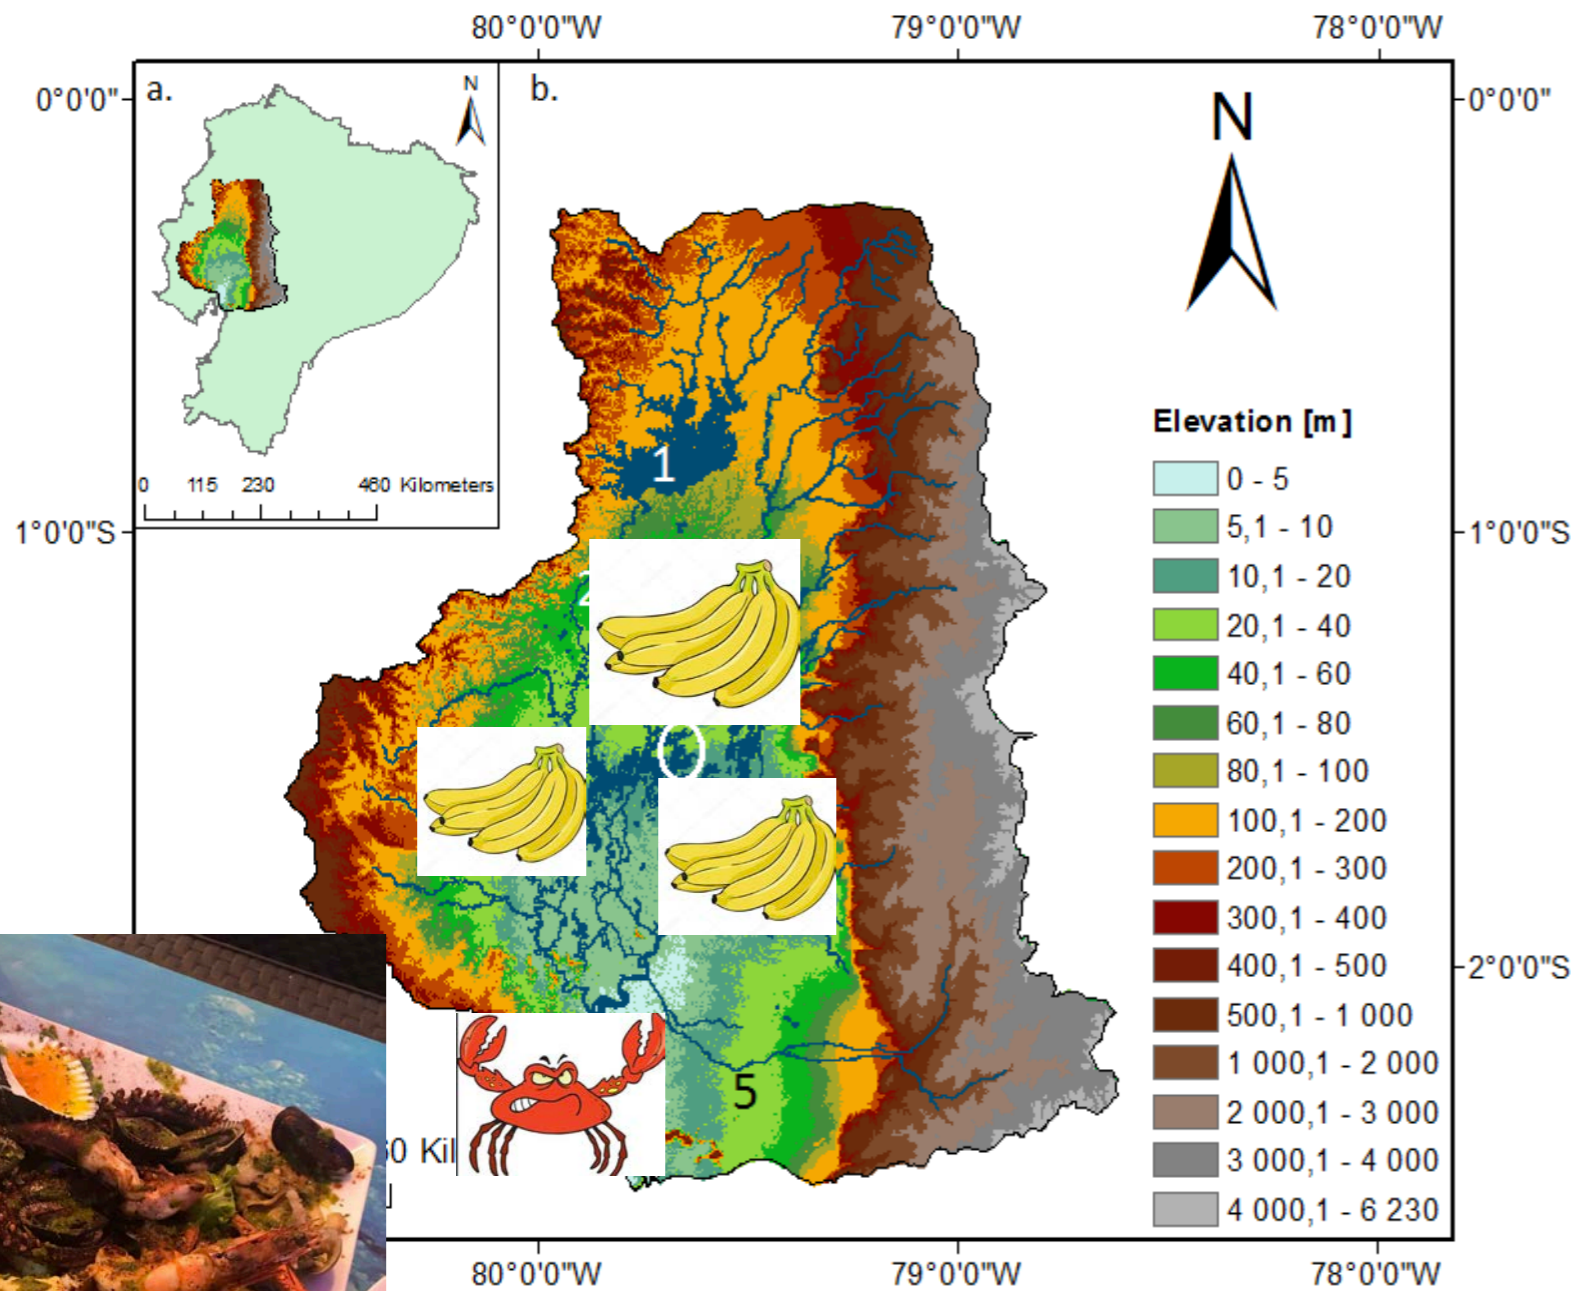 80°0'0"W 79°0'0"W 78°0'0"W
0°0'0" 0°0'0"
a. N b. N
0 115 230 460 Kilometers
1°0'0"S 1°0'0"S
1
Elevation [m]
0 - 5
5,1 - 10
10,1 - 20
20,1 - 40
40,1 - 60
60,1 - 80
80,1 - 100
100,1 - 200
200,1 - 300
300,1 - 400
400,1 - 500
500,1 - 1 000
1 000,1 - 2 000
2 000,1 - 3 000
3 000,1 - 4 000
4 000,1 - 6 230
2°0'0"S
5
60 Kil
80°0'0"W 79°0'0"W 78°0'0"W